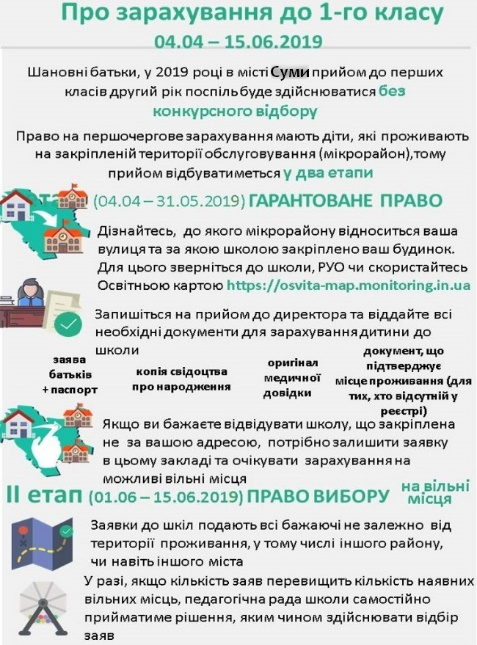 Про зарахування до 1-го класу
04.04 – 15.06.2019
Шановні батьки, у 2019 році в місті Суми прийом до перших
класів другий рік поспіль буде здійснюватися без
конкурсного відбору
Право на першочергове зарахування мають діти, які проживають
на закріпленій території обслуговування (мікрорайон),тому
прийом відбуватиметься у два етапи
(04.04 – 31.05.2019) ГАРАНТОВАНЕ ПРАВО
Дізнайтесь, до якого мікрорайону відноситься ваша
вулиця та за якою школою закріплено ваш будинок.
Для цього зверніться до школи, РУО чи скористайтесь
Освітньою картою https://osvita-map.monitoring.in.ua
Запишіться на прийом до директора та віддайте всі
необхідні документи для зарахування дитини до
школи
заява
батьків
+ паспорт
копія свідоцтва
про народження
оригінал
медичної
довідки
документ, що
підтверджує
місце проживання (для
тих, хто відсутній у
реєстрі)
Якщо ви бажаєте відвідувати школу, що закріплена
не за вашою адресою, потрібно залишити заявку
в цьому закладі та очікувати зарахування на
можливі вільні місця
ІІ етап (01.06 – 15.06.2019) ПРАВО ВИБОРУ на вільні
місця
Заявки до шкіл подають всі бажаючі не залежно від
території проживання, у тому числі іншого району,
чи навіть іншого міста
У разі, якщо кількість заяв перевищить кількість наявних
вільних місць, педагогічна рада школи самостійно
прийматиме рішення, яким чином здійснювати відбір
заяв